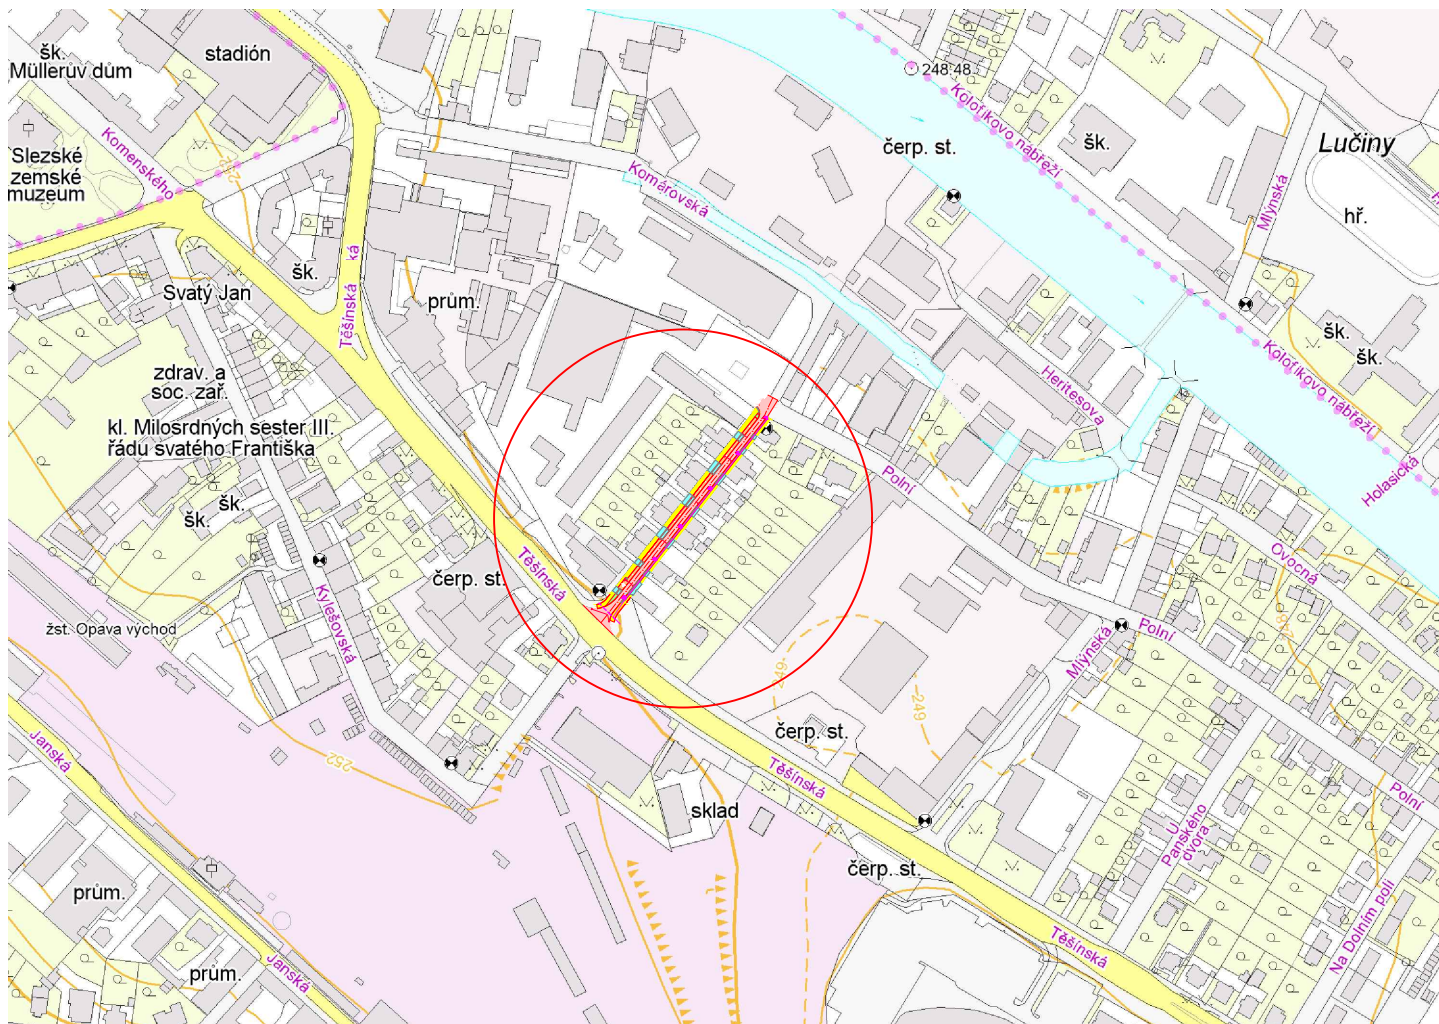 šk.
Müllerův dům
stadión
248.48
Kolofíkovo nábřeží
Lučiny
šk.
čerp. st.
Komenského
252
Slezské
zemské
muzeum
Komárovská
Mlýnská
hř.
Těšínská
ká
šk.
Svatý Jan
prům.
Kolofíkovo nábřeží
šk.
šk.
zdrav. a
soc. zař.
Heritesova
kl. Milosrdných sester III.
řádu svatého Františka
šk.
šk.
Polní
Holasická
Těšínská
čerp. st.
Ovocná
Kylešovská
žst. Opava východ
Polní
Mlýnská
249
249
čerp. st.
Janská
252
Těšínská
Polní
sklad
U
Panského
dvora
čerp. st.
prům.
Na Dolním poli
Těšínská
prům.
Janská